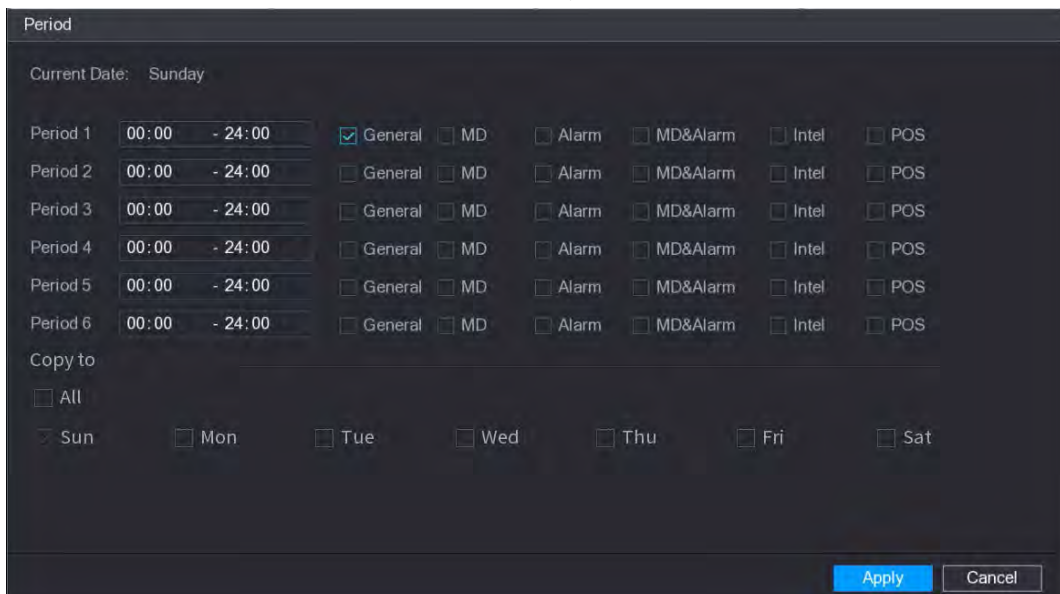 Period
Current Date: Sunday
Period 1 00:00 - 24:00 General MD Alarm MD&Alarm Intel POS
Period 2 00:00 - 24:00 General MD Alarm MD&Alarm Intel POS
Period 3 00:00 - 24:00 General MD Alarm MD&Alarm Intel POS
Period 4 00:00 - 24:00 General MD Alarm MD&Alarm Intel POS
Period 5 00:00 - 24:00 General MD Alarm MD&Alarm Intel POS
Period 6 00:00 - 24:00 General MD Alarm MD&Alarm Intel POS
Copy to
All
Sun Mon Tue Wed Thu Fri Sat
Apply Cancel